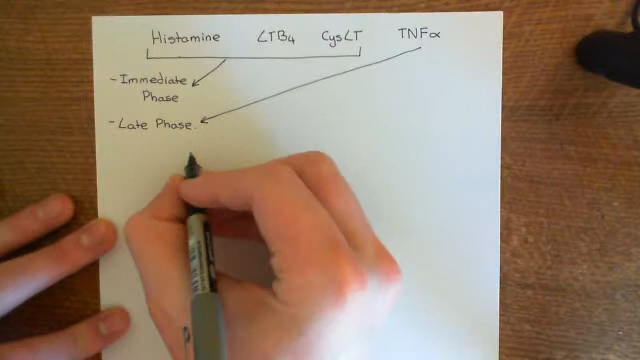 Histamine LTB4 CysLT TNFα
- Immediate
Phase
- Late Phase.